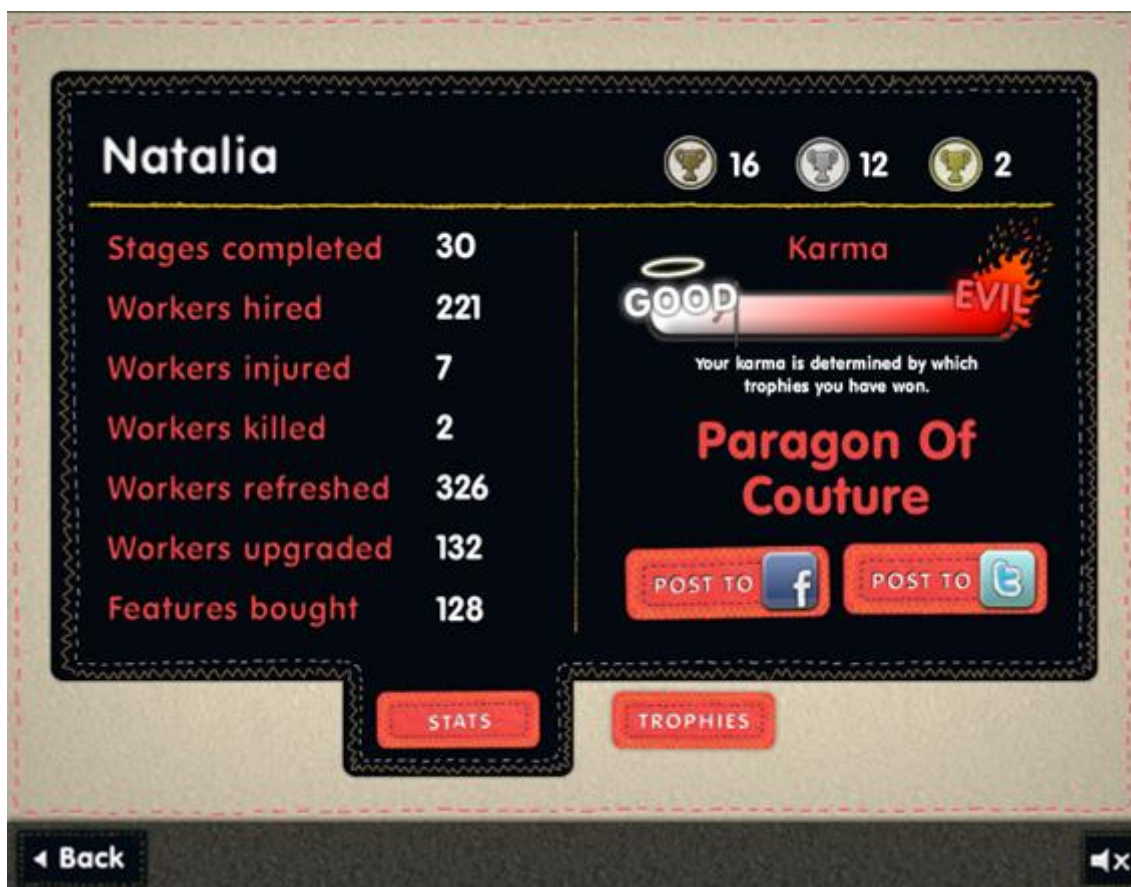 Natalia
16 12 2
Stages completed 30
Workers hired 221
Workers injured 7
Workers killed 2
Workers refreshed 326
Workers upgraded 132
Features bought 128
Karma
GOOD EVIL
Your karma is determined by which
trophies you have won.
Paragon Of
Couture
POST TO f
POST TO t
STATS
TROPHIES
Back